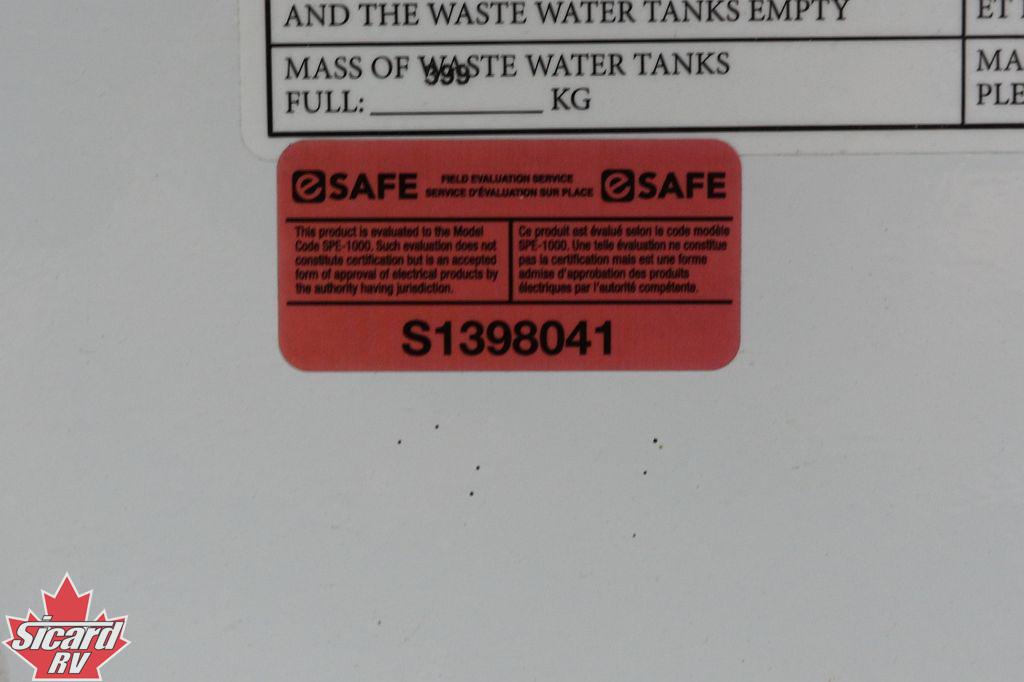 AND THE WASTE WATER TANKS EMPTY
MASS OF WASTE WATER TANKS
399
FULL: KG
MA
PLE
eSAFE FIELD EVALUATION SERVICE eSAFE
SERVICE D'ÉVALUATION SUR PLACE
This product is evaluated to the Model
Code SPE-1000. Such evaluation does not
constitute certification but is an accepted
form of approval of electrical products by
the authority having jurisdiction.
Ce produit est évalué selon le code modèle
SPE-1000. Une telle évaluation ne constitue
pas la certification mais est une forme
admise d'approbation des produits
électriques par l'autorité compétente.
S1398041
Sicard
RV